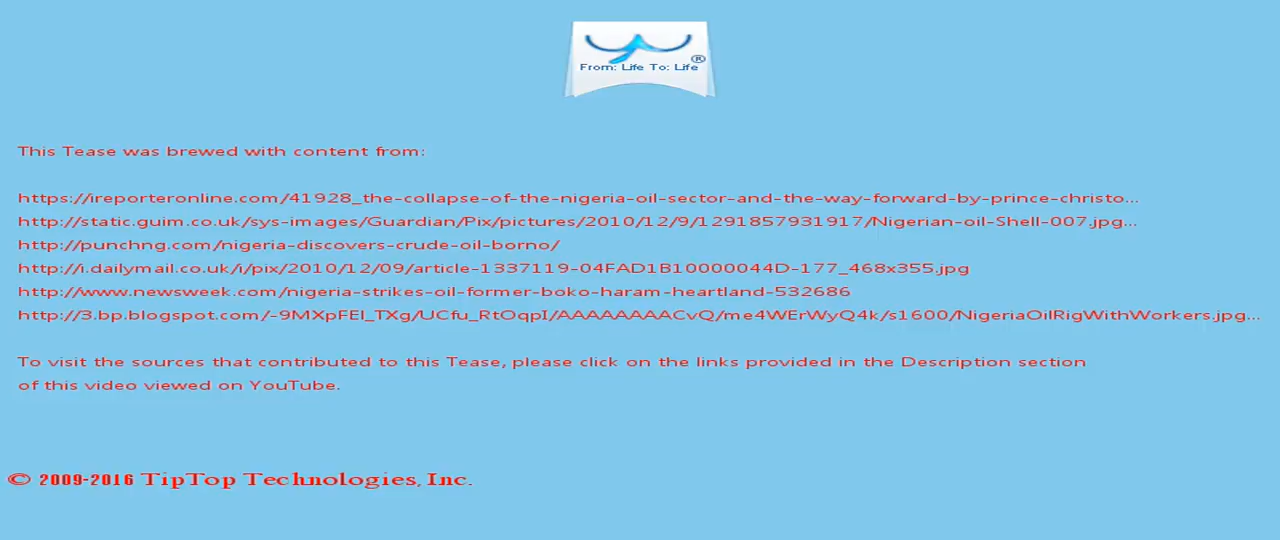 From: Life To: Life®
This Tease was brewed with content from:
https://ireporteronline.com/41928_the-collapse-of-the-nigeria-oil-sector-and-the-way-forward-by-prince-christo...
http://static.guim.co.uk/sys-images/Guardian/Pix/pictures/2010/12/9/1291857931917/Nigerian-oil-Shell-007.jpg...
http://punchng.com/nigeria-discovers-crude-oil-borno/
http://i.dailymail.co.uk/i/pix/2010/12/09/article-1337119-04FAD1B10000044D-177_468x355.jpg
http://www.newsweek.com/nigeria-strikes-oil-former-boko-haram-heartland-532686
http://3.bp.blogspot.com/-9MXpFEI_TXg/UCfu_RtOqpI/AAAAAAAACvQ/me4WErWyQ4k/s1600/NigeriaOilRigWithWorkers.jpg...
To visit the sources that contributed to this Tease, please click on the links provided in the Description section
of this video viewed on YouTube.
© 2009-2016 TipTop Technologies, Inc.